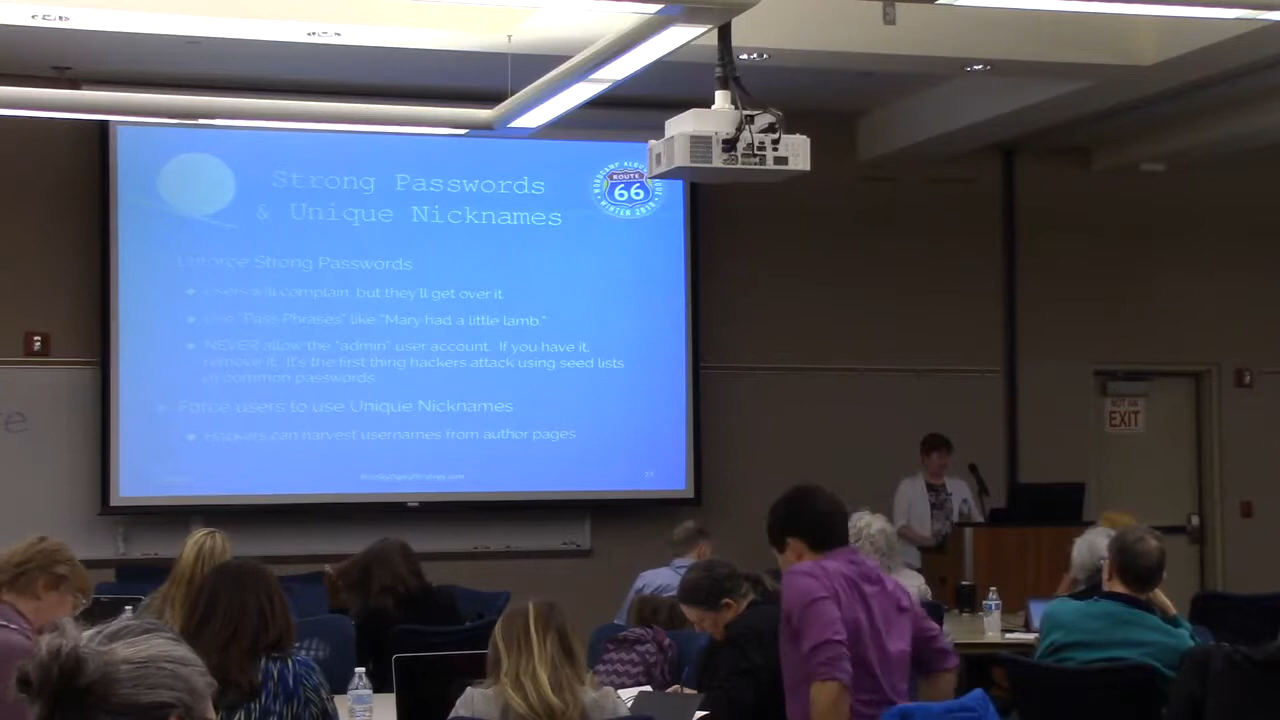 Strong Passwords
& Unique Nicknames
ROUTE
66
Enforce Strong Passwords
Users will complain, but they'll get over it.
Use "Pass Phrases" like "Mary had a little lamb."
NEVER allow the "admin" user account. If you have it,
remove it. It's the first thing hackers attack using seed lists
of common passwords.
Force users to use Unique Nicknames
Hackers can harvest usernames from author pages
NOT AN
EXIT